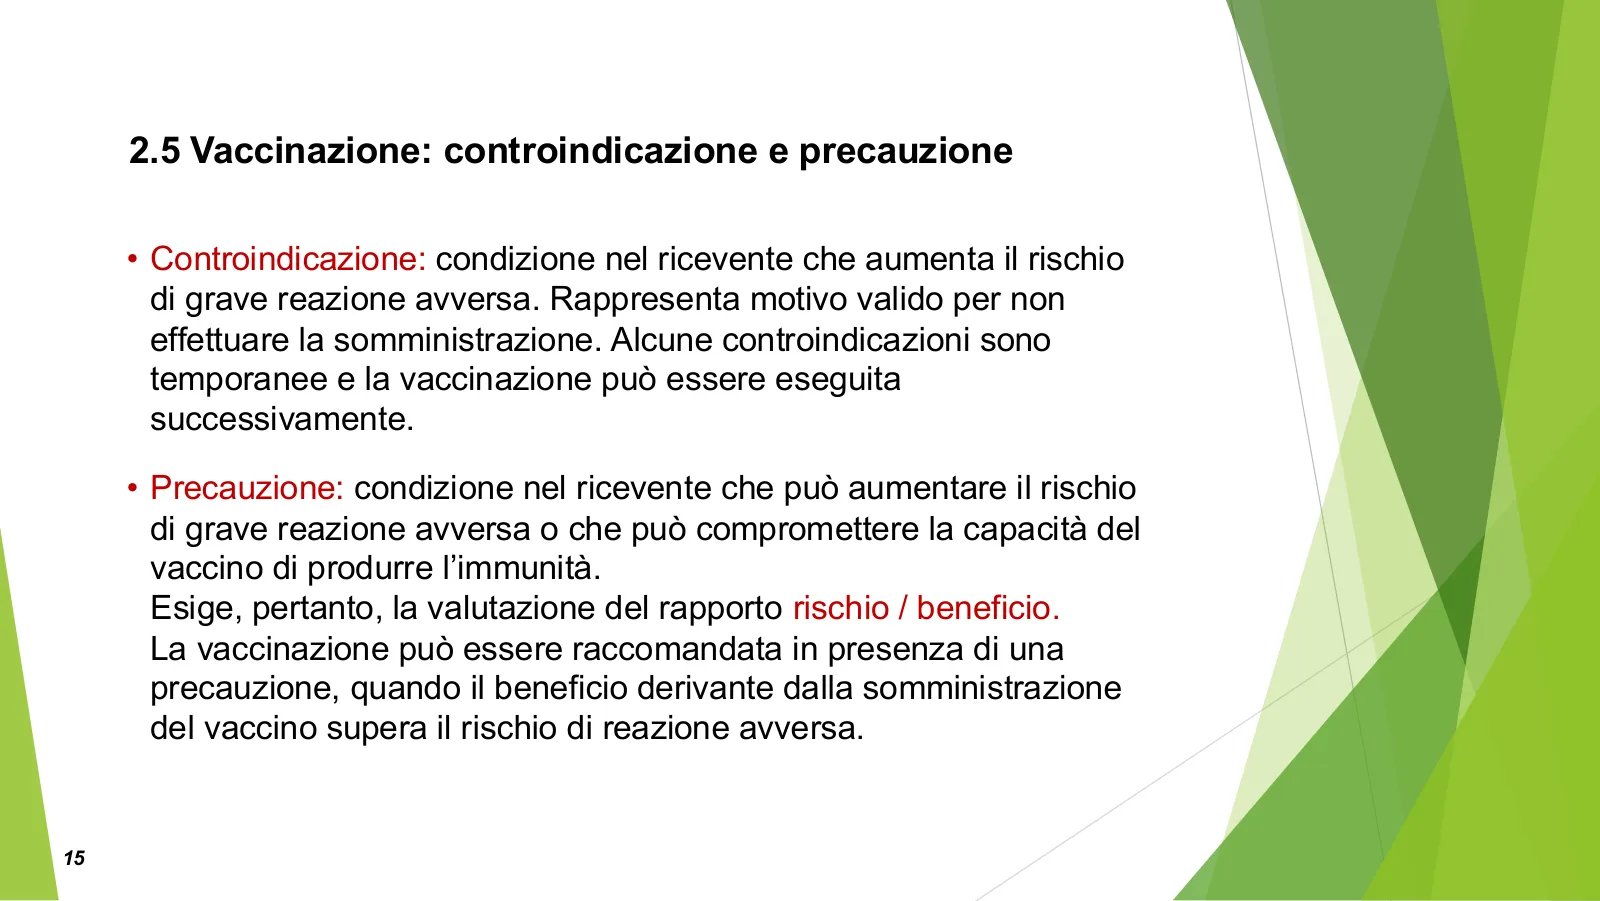 2.5 Vaccinazione: controindicazione e precauzione
• Controindicazione: condizione nel ricevente che aumenta il rischio
di grave reazione avversa. Rappresenta motivo valido per non
effettuare la somministrazione. Alcune controindicazioni sono
temporanee e la vaccinazione può essere eseguita
successivamente.
• Precauzione: condizione nel ricevente che può aumentare il rischio
di grave reazione avversa o che può compromettere la capacità del
vaccino di produrre l’immunità.
Esige, pertanto, la valutazione del rapporto rischio / beneficio.
La vaccinazione può essere raccomandata in presenza di una
precauzione, quando il beneficio derivante dalla somministrazione
del vaccino supera il rischio di reazione avversa.
15